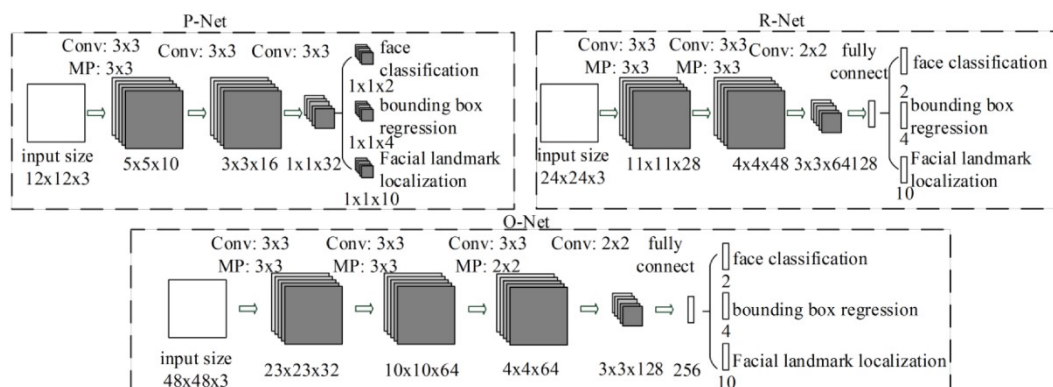 P-Net
Conv: 3x3 Conv: 3x3 Conv: 3x3
MP: 3x3
face
classification
1x1x2
bounding box
regression
1x1x4
Facial landmark
localization
1x1x10
input size
12x12x3
5x5x10
3x3x16
1x1x32
R-Net
Conv: 3x3 Conv: 3x3 Conv: 2x2 fully
MP: 3x3 MP: 3x3 connect
face classification
2
bounding box
regression
4
Facial landmark
localization
10
input size
24x24x3
11x11x28
4x4x48
3x3x64
128
O-Net
Conv: 3x3 Conv: 3x3 Conv: 3x3 Conv: 2x2 fully
MP: 3x3 MP: 3x3 MP: 2x2 connect
face classification
2
bounding box regression
4
Facial landmark localization
10
input size
48x48x3
23x23x32
10x10x64
4x4x64
3x3x128
256